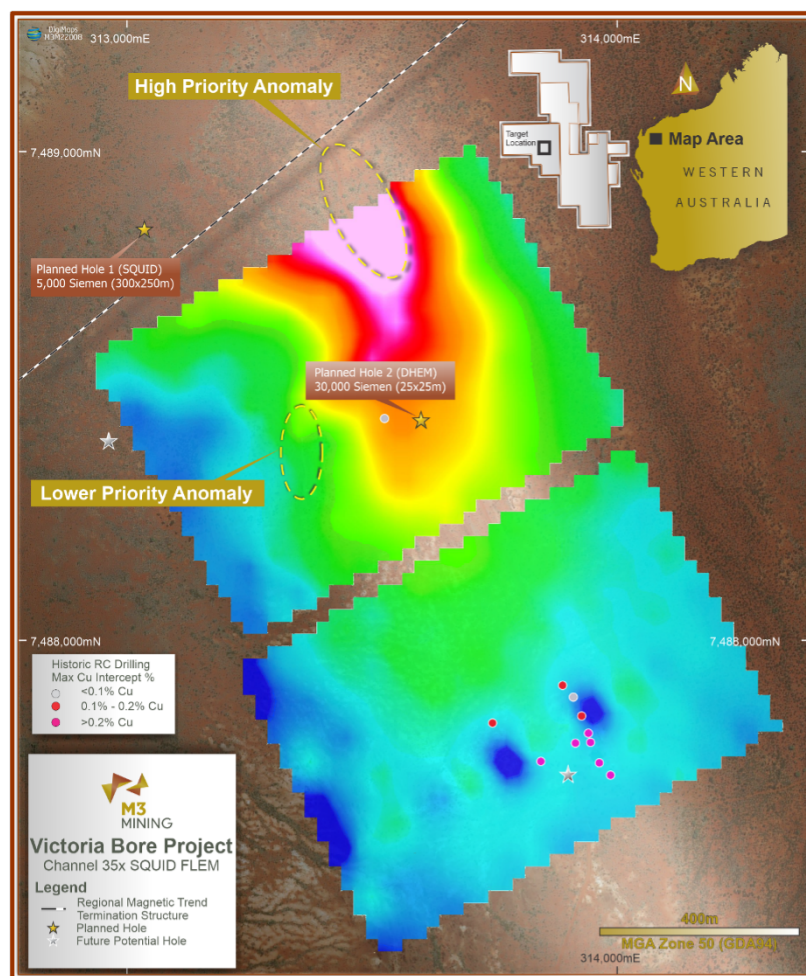 DigiMaps
M3M22008
313,000mE
314,000mE
High Priority Anomaly
N
Target
Location
Map Area
WESTERN
AUSTRALIA
7,489,000mN
Planned Hole 1 (SQUID)
5,000 Siemen (300x250m)
Planned Hole 2 (DHEM)
30,000 Siemen (25x25m)
Lower Priority Anomaly
7,488,000mN
7,488,000mN
Historic RC Drilling
Max Cu Intercept %
<0.1% Cu
0.1% - 0.2% Cu
>0.2% Cu
M3
MINING
Victoria Bore Project
Channel 35x SQUID FLEM
Legend
Regional Magnetic Trend
Termination Structure
Planned Hole
Future Potential Hole
400m
MGA Zone 50 (GDA94)
314,000mE